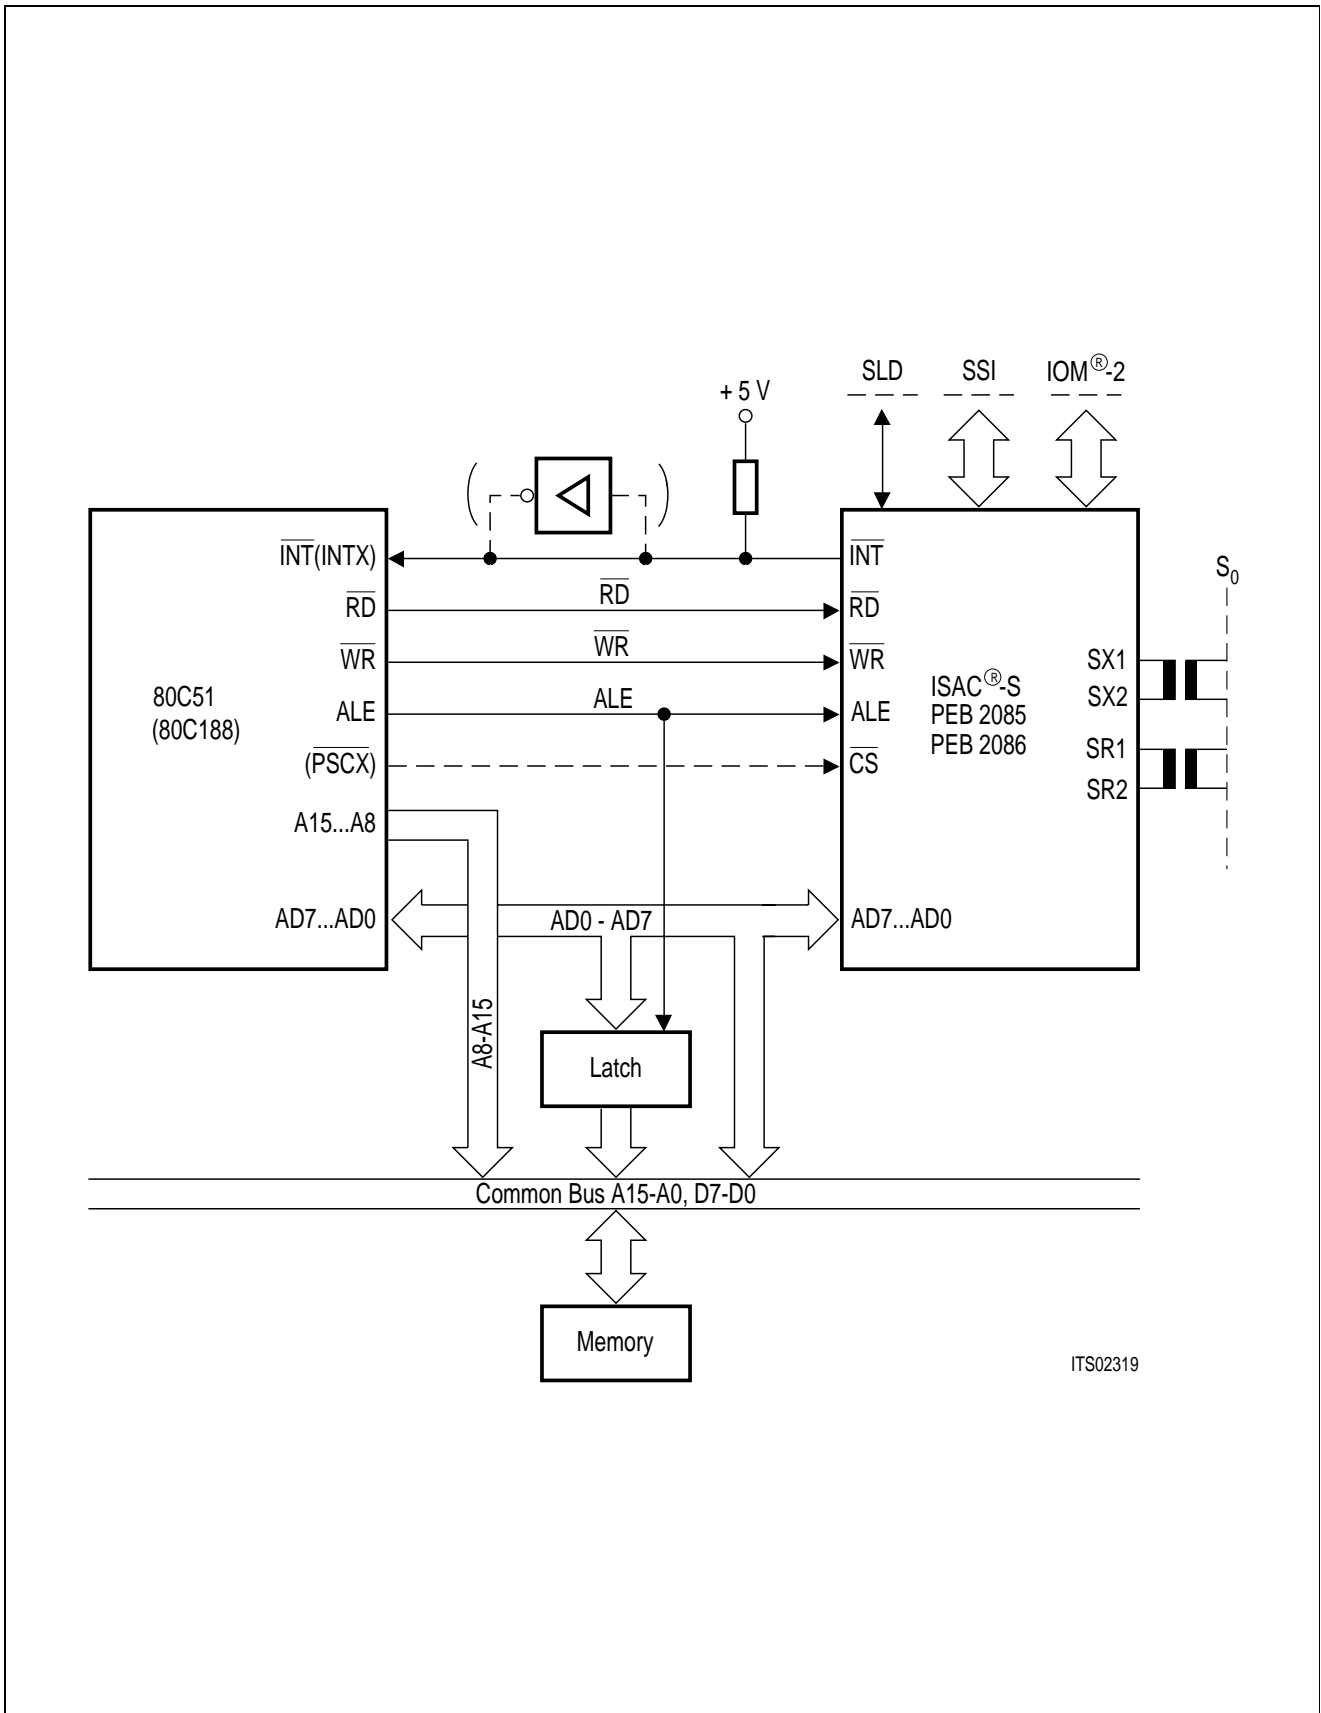 SLD SSI IOM®-2
+ 5 V
INT(INTX) INT
RD RD RD
WR WR WR
ALE ALE ALE
(PSCX) CS
A15...A8
AD7...AD0 AD0 - AD7 AD7...AD0
80C51
(80C188)
ISAC®-S
PEB 2085
PEB 2086
S0
SX1
SX2
SR1
SR2
A8-A15
Latch
Common Bus A15-A0, D7-D0
Memory
ITS02319